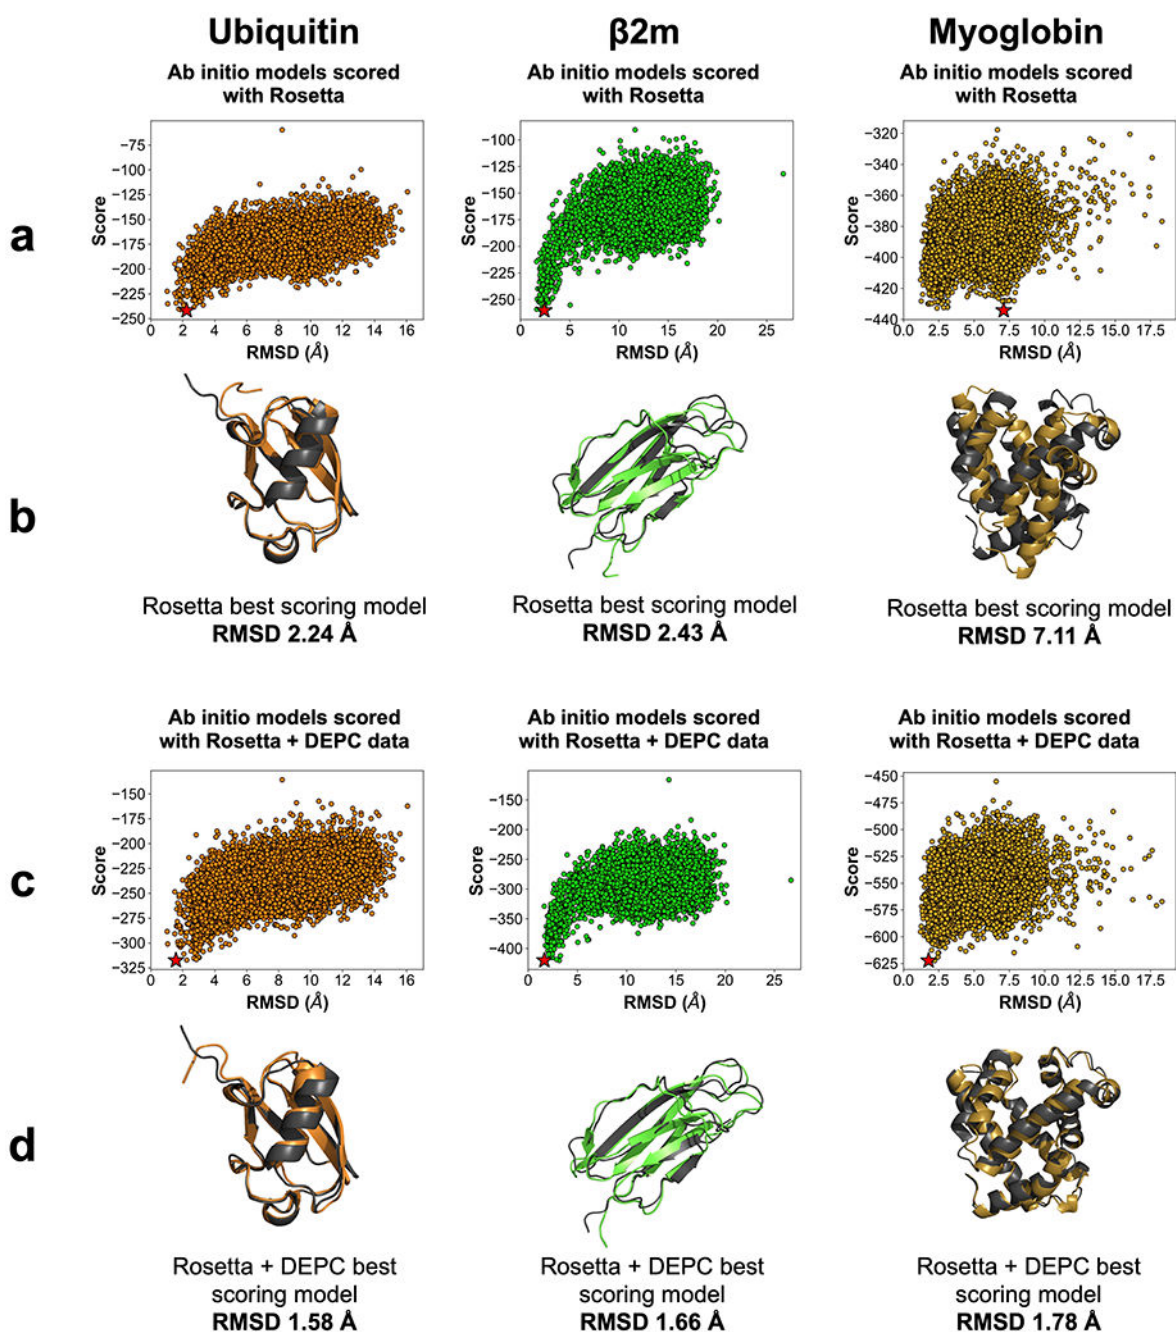 Ubiquitin
β2m
Myoglobin
Ab initio models scored
with Rosetta
Ab initio models scored
with Rosetta
Ab initio models scored
with Rosetta
a
Score
−75
−100
−125
−150
−175
−200
−225
−250
0 2 4 6 8 10 12 14 16
RMSD (Å)
Score
−100
−150
−200
−250
0 5 10 15 20 25
RMSD (Å)
Score
−320
−340
−360
−380
−400
−420
−440
0.0 2.5 5.0 7.5 10.0 12.5 15.0 17.5
RMSD (Å)
b
Rosetta best scoring model
RMSD 2.24 Å
Rosetta best scoring model
RMSD 2.43 Å
Rosetta best scoring model
RMSD 7.11 Å
Ab initio models scored
with Rosetta + DEPC data
Ab initio models scored
with Rosetta + DEPC data
Ab initio models scored
with Rosetta + DEPC data
c
Score
−150
−175
−200
−225
−250
−275
−300
−325
0 2 4 6 8 10 12 14 16
RMSD (Å)
Score
−150
−200
−250
−300
−350
−400
0 5 10 15 20 25
RMSD (Å)
Score
−450
−475
−500
−525
−550
−575
−600
−625
0.0 2.5 5.0 7.5 10.0 12.5 15.0 17.5
RMSD (Å)
d
Rosetta + DEPC best
scoring model
RMSD 1.58 Å
Rosetta + DEPC best
scoring model
RMSD 1.66 Å
Rosetta + DEPC best
scoring model
RMSD 1.78 Å